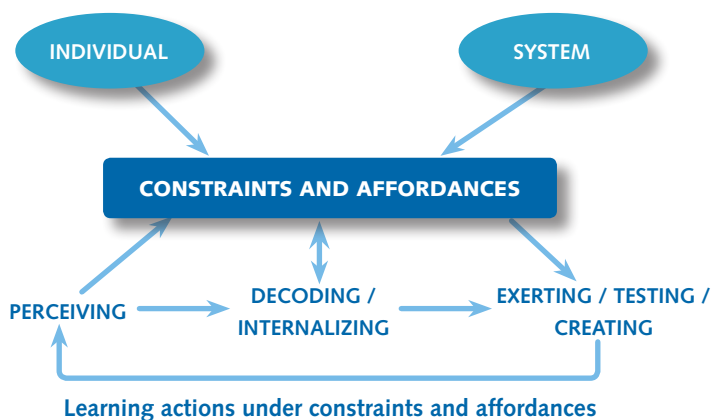 INDIVIDUAL
SYSTEM
CONSTRAINTS AND AFFORDANCES
PERCEIVING
DECODING /
INTERNALIZING
EXERTING / TESTING /
CREATING
Learning actions under constraints and affordances